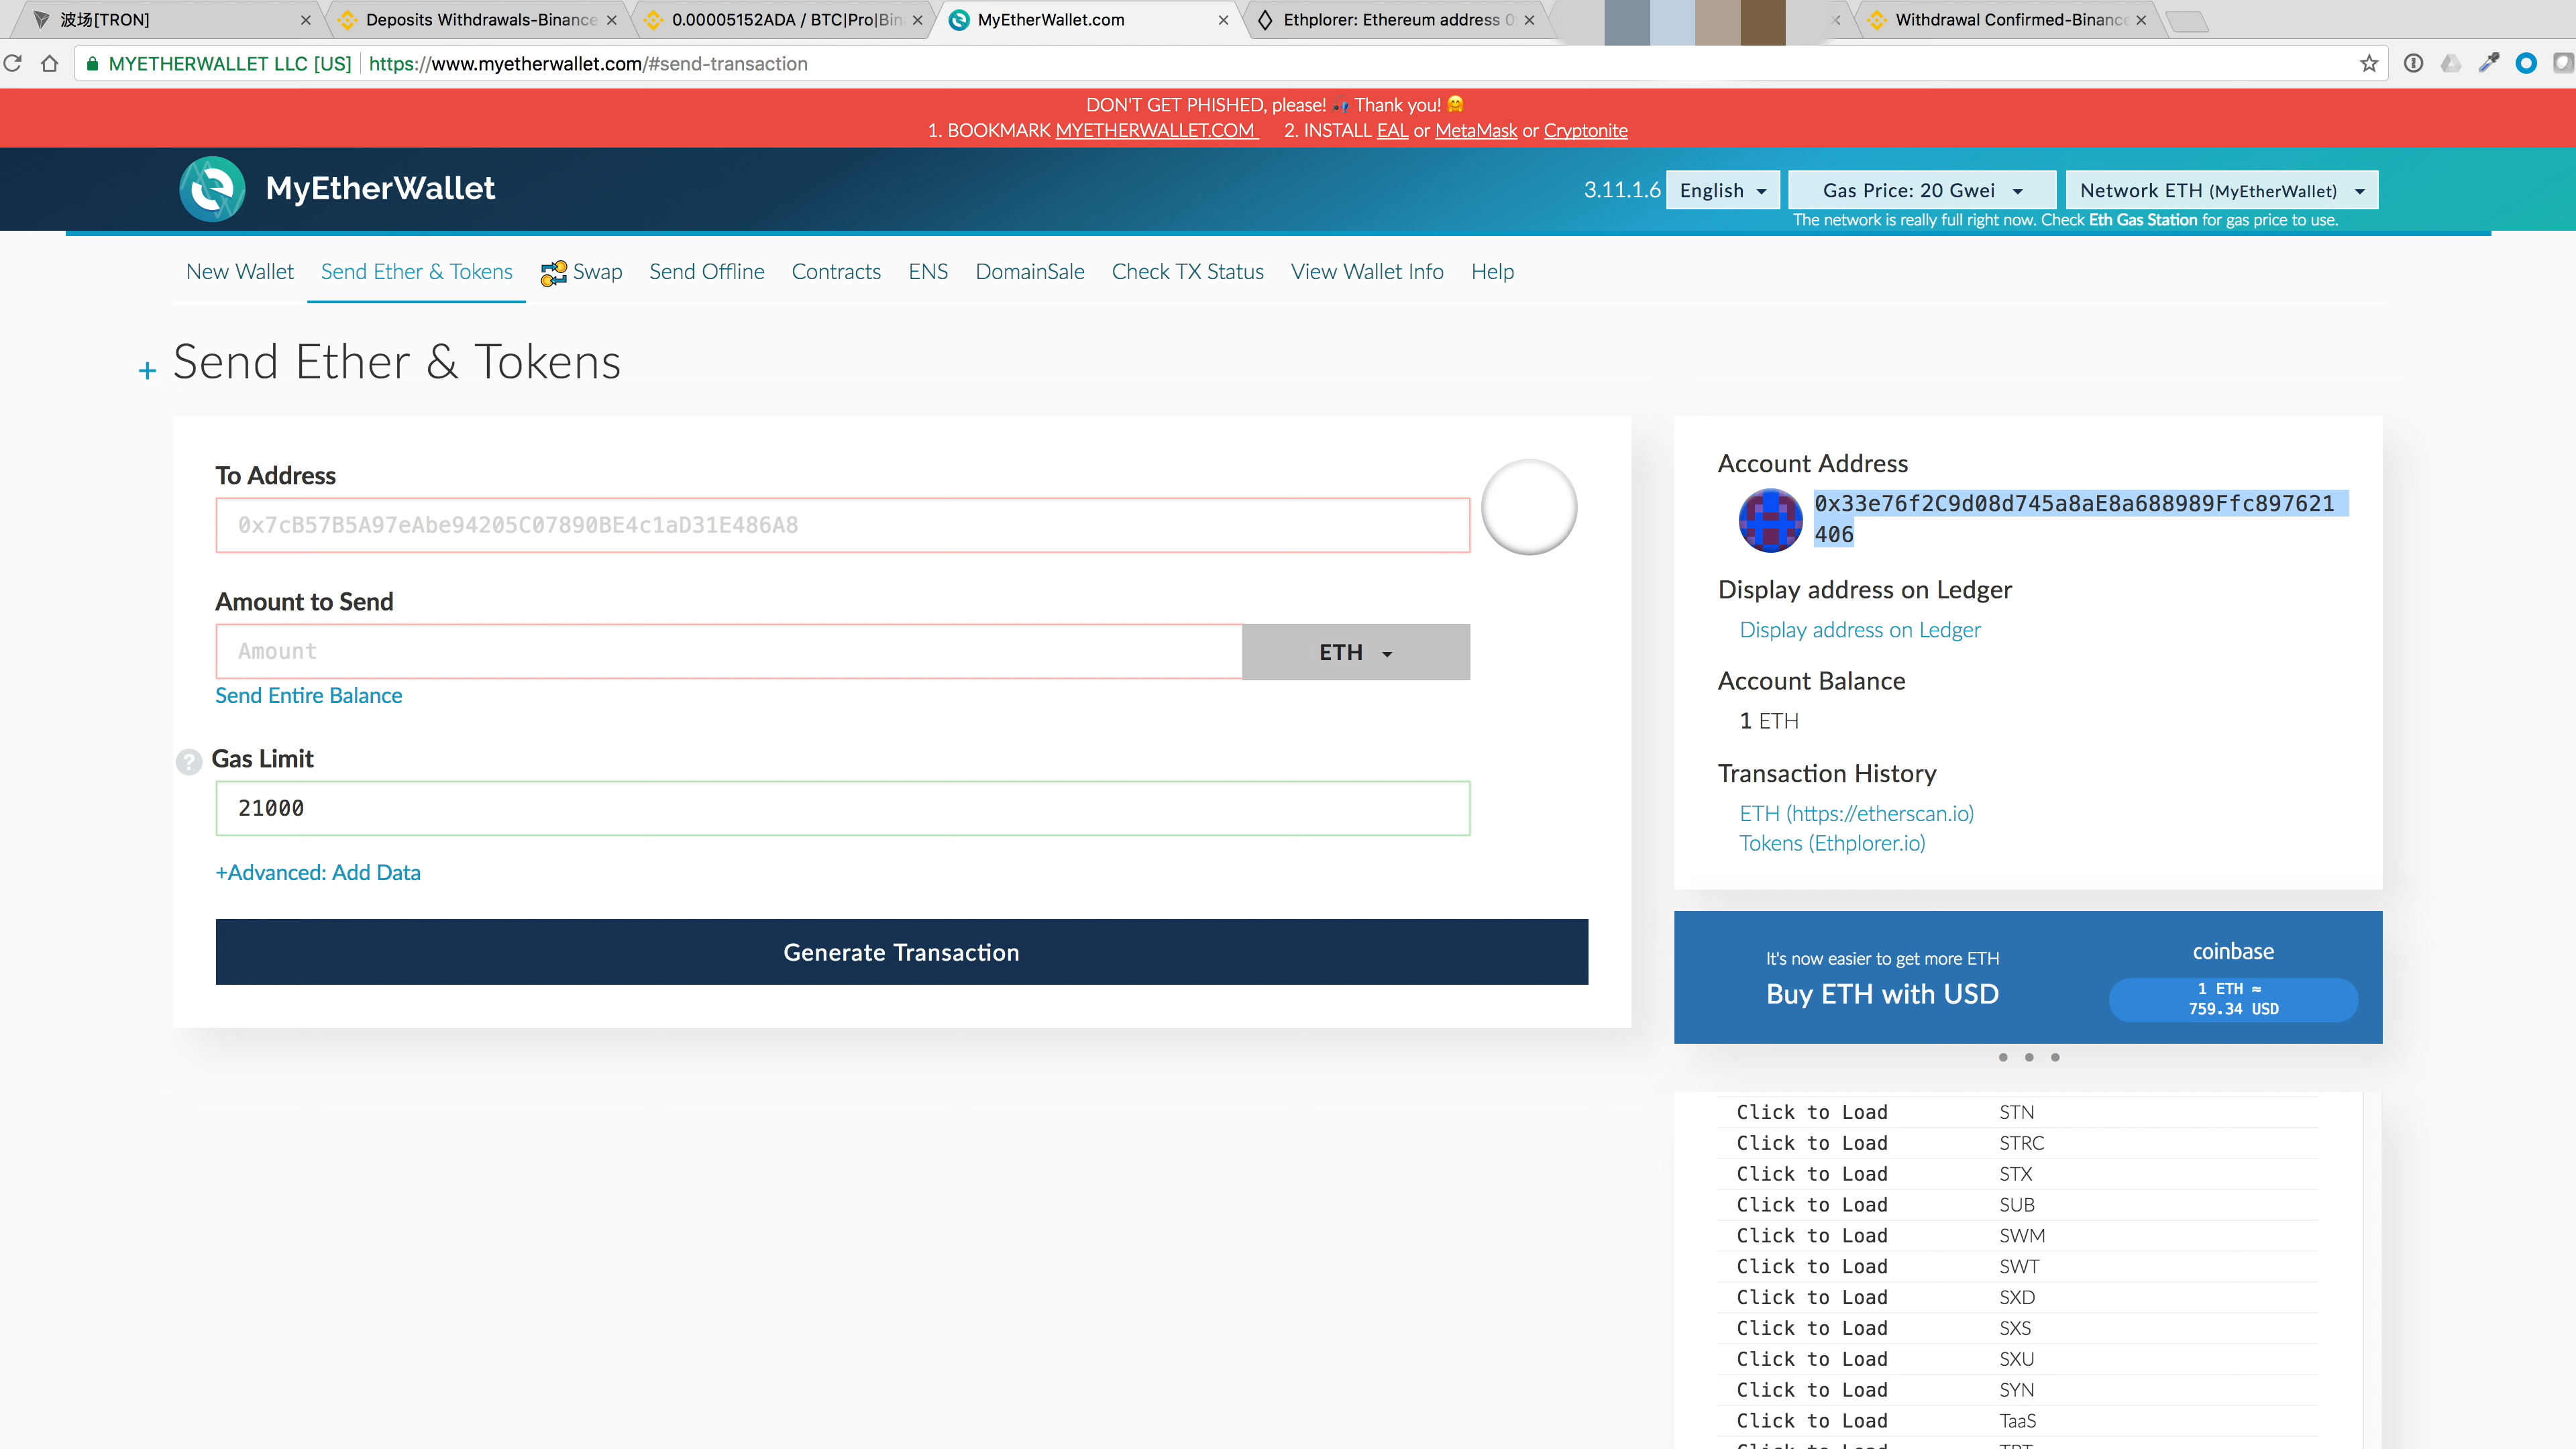 波场[TRON]
Deposits Withdrawals-Binance
0.00005152ADA / BTC|Pro|Bin
MyEtherWallet.com
Ethplorer: Ethereum address 0
Withdrawal Confirmed-Binance
MYETHERWALLET LLC [US]
https://www.myetherwallet.com/#send-transaction
DON'T GET PHISHED, please! 🎣 Thank you! 🤗
1. BOOKMARK MYETHERWALLET.COM 2. INSTALL EAL or MetaMask or Cryptonite
MyEtherWallet
3.11.1.6
English
Gas Price: 20 Gwei
Network ETH (MyEtherWallet)
The network is really full right now. Check Eth Gas Station for gas price to use.
New Wallet
Send Ether & Tokens
Swap
Send Offline
Contracts
ENS
DomainSale
Check TX Status
View Wallet Info
Help
+ Send Ether & Tokens
To Address
0x7cB57B5A97eAbe94205C07890BE4c1aD31E486A8
Amount to Send
Amount
ETH
Send Entire Balance
? Gas Limit
21000
+Advanced: Add Data
Generate Transaction
Account Address
0x33e76f2C9d08d745a8aE8a688989Ffc897621
406
Display address on Ledger
Display address on Ledger
Account Balance
1 ETH
Transaction History
ETH (https://etherscan.io)
Tokens (Ethplorer.io)
It's now easier to get more ETH
Buy ETH with USD
coinbase
1 ETH ≈
759.34 USD
Click to Load STN
Click to Load STRC
Click to Load STX
Click to Load SUB
Click to Load SWM
Click to Load SWT
Click to Load SXD
Click to Load SXS
Click to Load SXU
Click to Load SYN
Click to Load TaaS